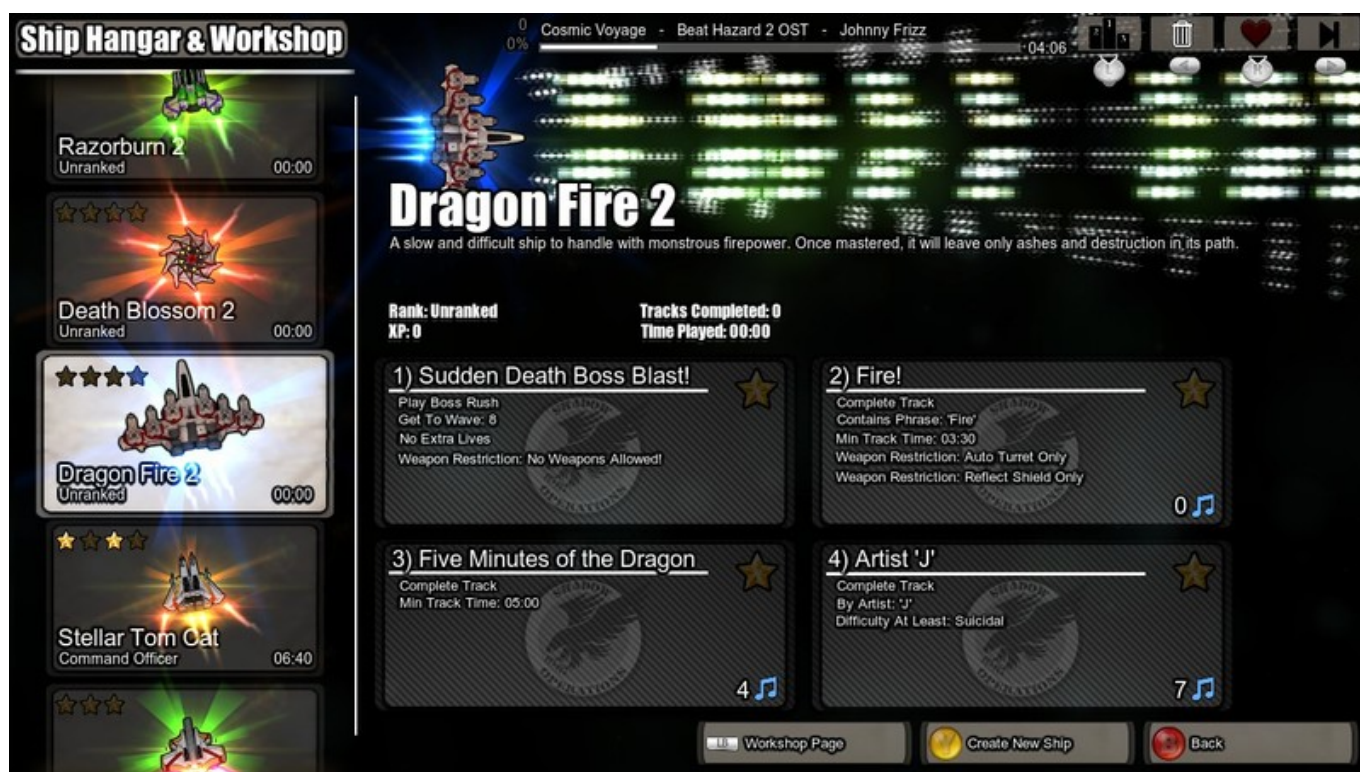 Ship Hangar & Workshop
0
0%
Cosmic Voyage - Beat Hazard 2 OST - Johnny Frizz
04:06
Razorburn 2
Unranked 00:00
Death Blossom 2
Unranked 00:00
Dragon Fire 2
Unranked 00:00
Stellar Tom Cat
Command Officer 06:40
Dragon Fire 2
A slow and difficult ship to handle with monstrous firepower. Once mastered, it will leave only ashes and destruction in its path.
Rank: Unranked Tracks Completed: 0
XP: 0 Time Played: 00:00
1) Sudden Death Boss Blast!
Play Boss Rush
Get To Wave: 8
No Extra Lives
Weapon Restriction: No Weapons Allowed!
2) Fire!
Complete Track
Contains Phrase: 'Fire'
Min Track Time: 03:30
Weapon Restriction: Auto Turret Only
Weapon Restriction: Reflect Shield Only
0
3) Five Minutes of the Dragon
Complete Track
Min Track Time: 05:00
4
4) Artist 'J'
Complete Track
By Artist: 'J'
Difficulty At Least: Suicidal
7
SHADOW OPERATIONS
LB Workshop Page
Y Create New Ship
Back